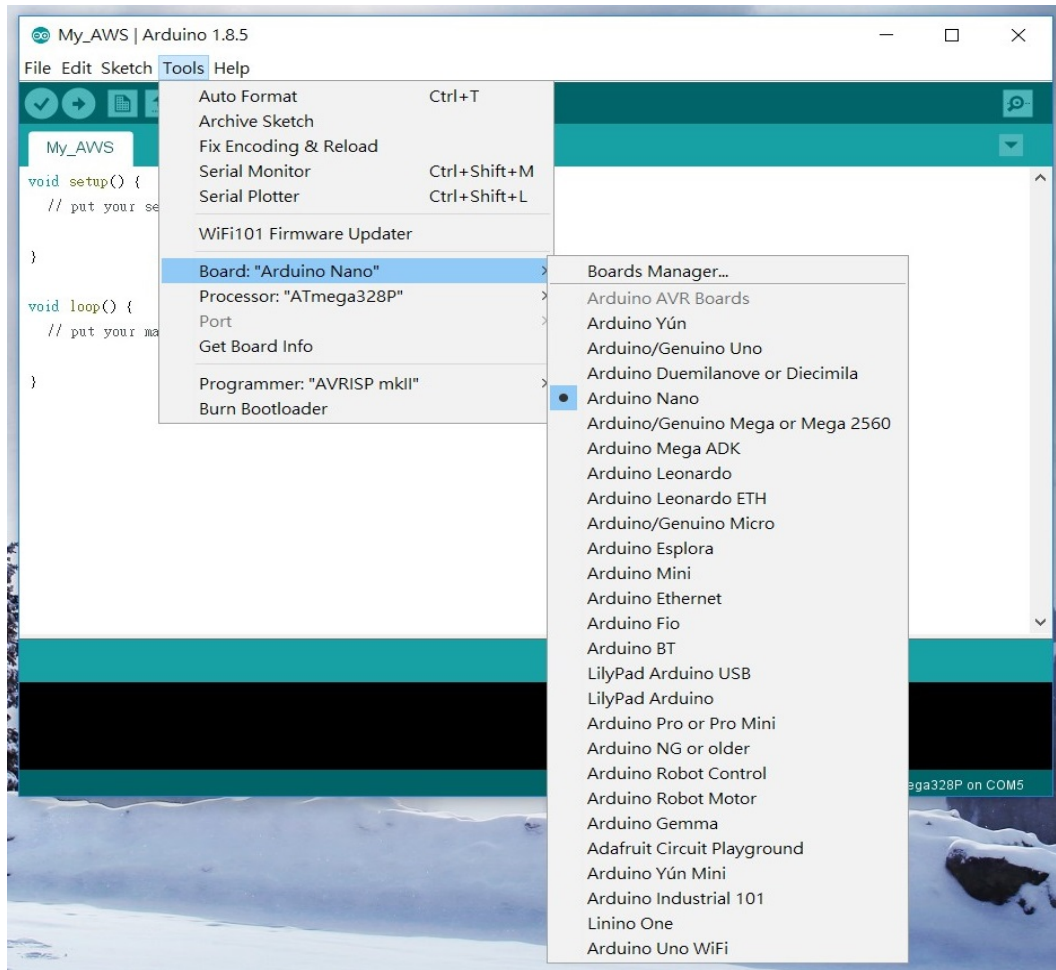 My_AWS | Arduino 1.8.5
File Edit Sketch Tools Help
My_AWS
void setup() {
// put your se
}
void loop() {
// put your ma
}
Auto Format Ctrl+T
Archive Sketch
Fix Encoding & Reload
Serial Monitor Ctrl+Shift+M
Serial Plotter Ctrl+Shift+L
WiFi101 Firmware Updater
Board: "Arduino Nano"
Processor: "ATmega328P"
Port
Get Board Info
Programmer: "AVRISP mkII"
Burn Bootloader
Boards Manager...
Arduino AVR Boards
Arduino Yún
Arduino/Genuino Uno
Arduino Duemilanove or Diecimila
Arduino Nano
Arduino/Genuino Mega or Mega 2560
Arduino Mega ADK
Arduino Leonardo
Arduino Leonardo ETH
Arduino/Genuino Micro
Arduino Esplora
Arduino Mini
Arduino Ethernet
Arduino Fio
Arduino BT
LilyPad Arduino USB
LilyPad Arduino
Arduino Pro or Pro Mini
Arduino NG or older
Arduino Robot Control
Arduino Robot Motor
Arduino Gemma
Adafruit Circuit Playground
Arduino Yún Mini
Arduino Industrial 101
Linino One
Arduino Uno WiFi
ega328P on COM5